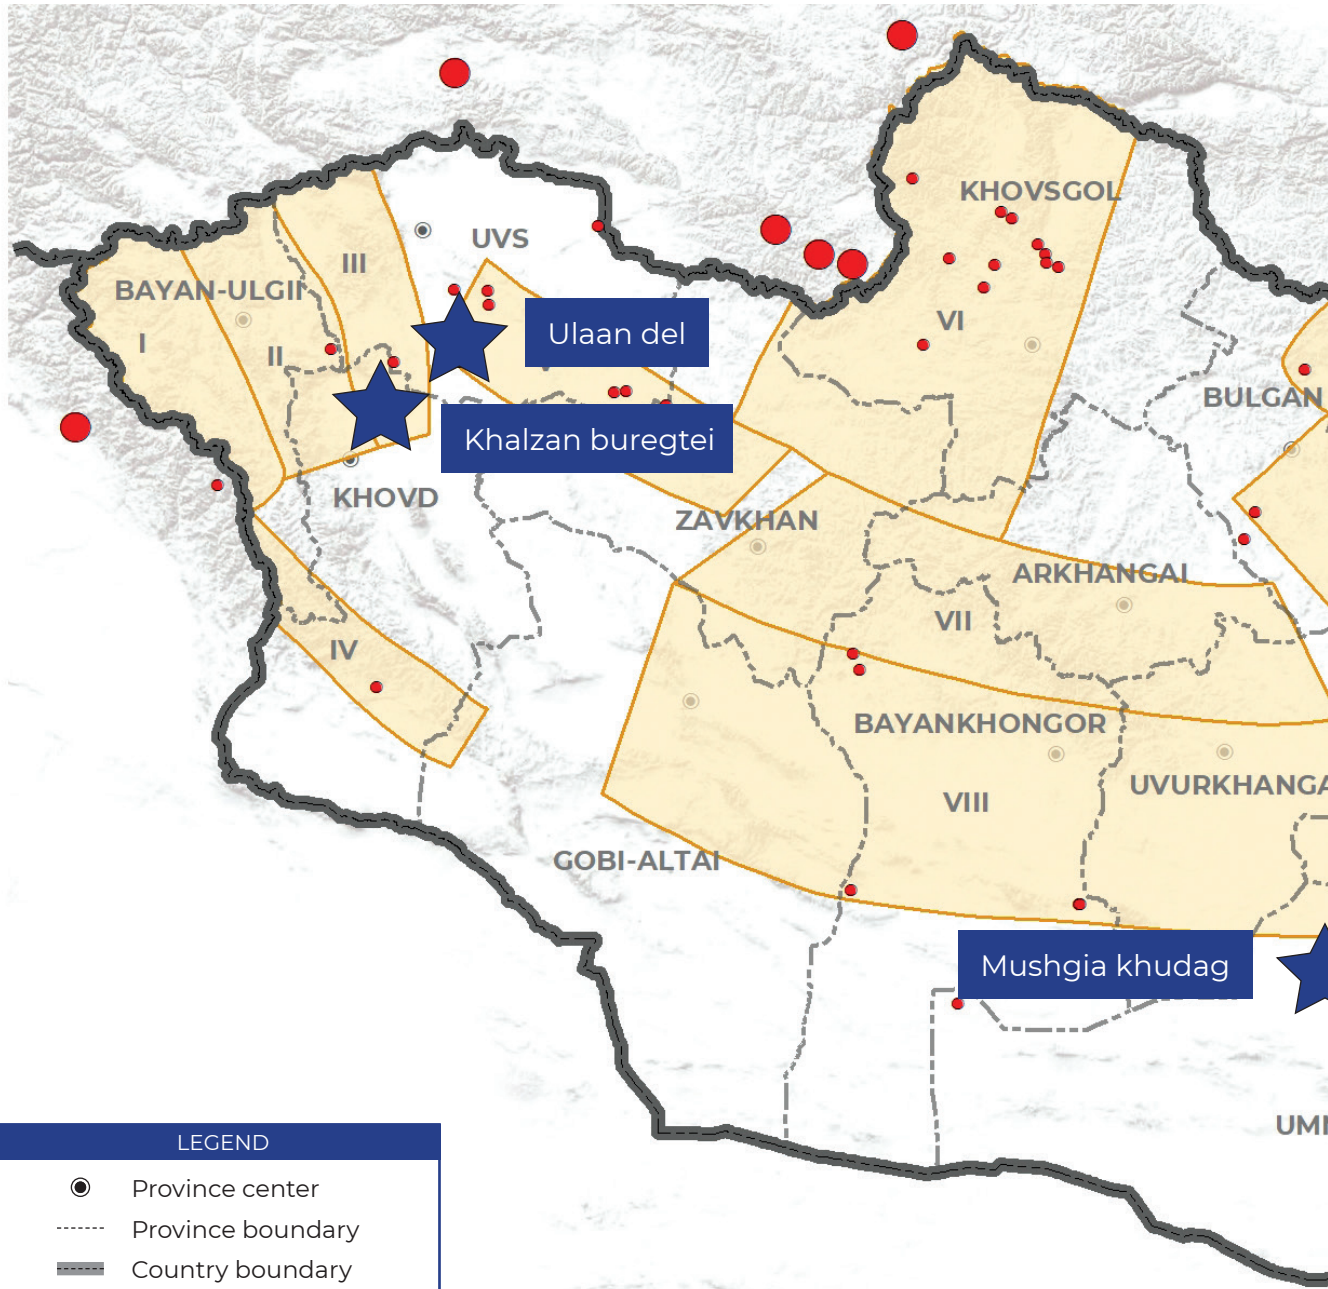 KHOVSGOL
UVS
III
BAYAN-ULGII
I
II
VI
Ulaan del
BULGAN
Khalzan buregtei
KHOVD
ZAVKHAN
ARKHANGAI
VII
IV
BAYANKHONGOR
UVURKHANGA
VIII
GOBI-ALTAI
Mushgia khudag
UM
LEGEND
Province center
Province boundary
Country boundary